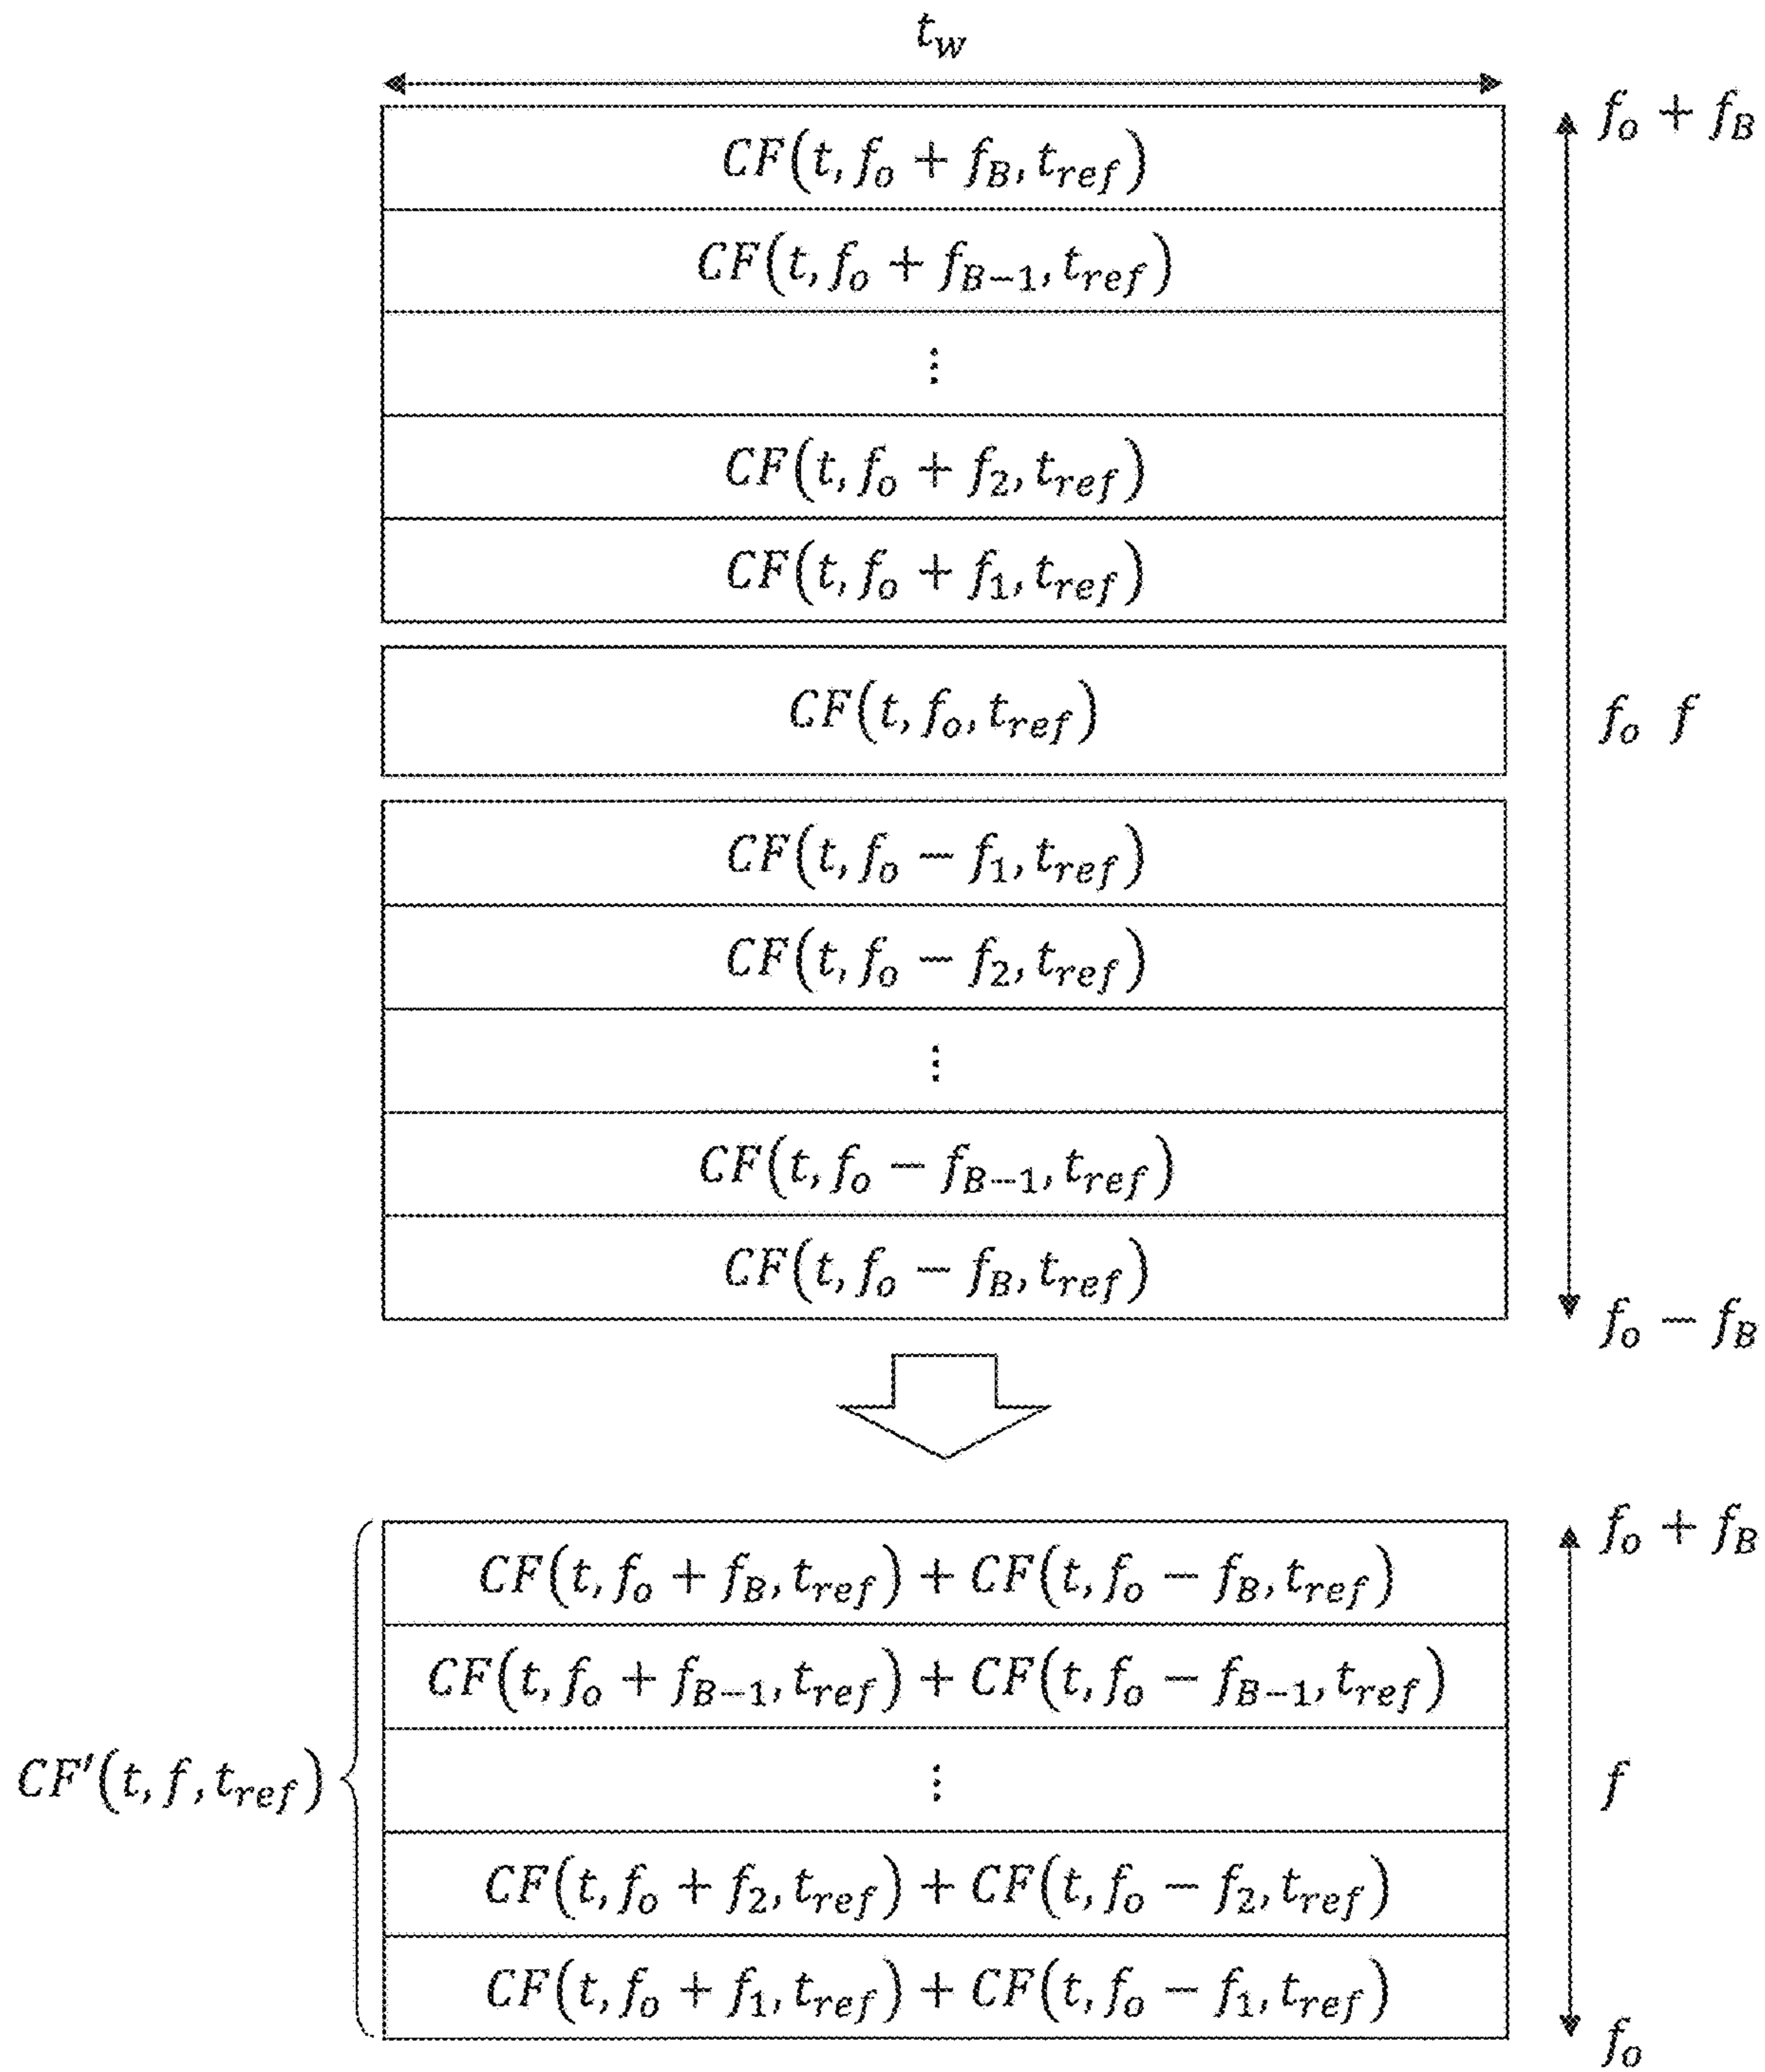 t_w
f_o + f_B
CF(t, f_o + f_B, t_ref)
CF(t, f_o + f_{B−1}, t_ref)
⋮
CF(t, f_o + f_2, t_ref)
CF(t, f_o + f_1, t_ref)
CF(t, f_o, t_ref)
f_o f
CF(t, f_o − f_1, t_ref)
CF(t, f_o − f_2, t_ref)
⋮
CF(t, f_o − f_{B−1}, t_ref)
CF(t, f_o − f_B, t_ref)
f_o − f_B
f_o + f_B
CF(t, f_o + f_B, t_ref) + CF(t, f_o − f_B, t_ref)
CF(t, f_o + f_{B−1}, t_ref) + CF(t, f_o − f_{B−1}, t_ref)
CF′(t, f, t_ref)
⋮
f
CF(t, f_o + f_2, t_ref) + CF(t, f_o − f_2, t_ref)
CF(t, f_o + f_1, t_ref) + CF(t, f_o − f_1, t_ref)
f_o